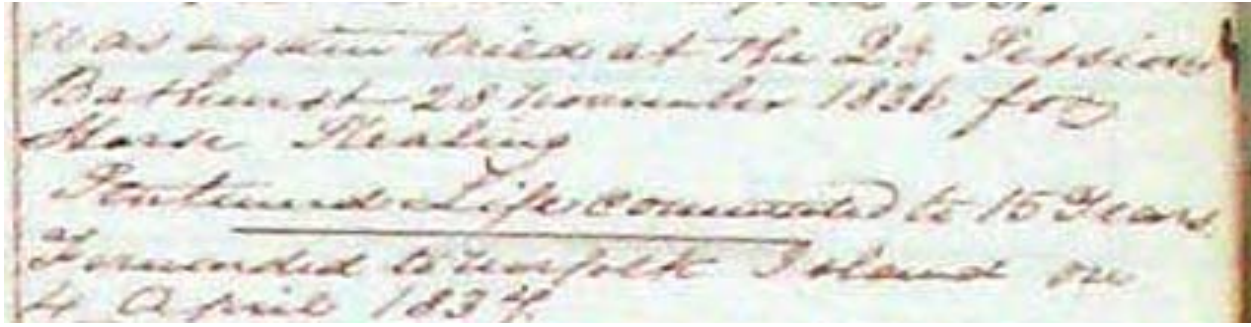 was again tried at the Qr Sessions
Bathurst 28 November 1836 for
Horse Stealing
Sentenced Life commuted to 15 Years
Forwarded to Norfolk Island on
4 April 1837.